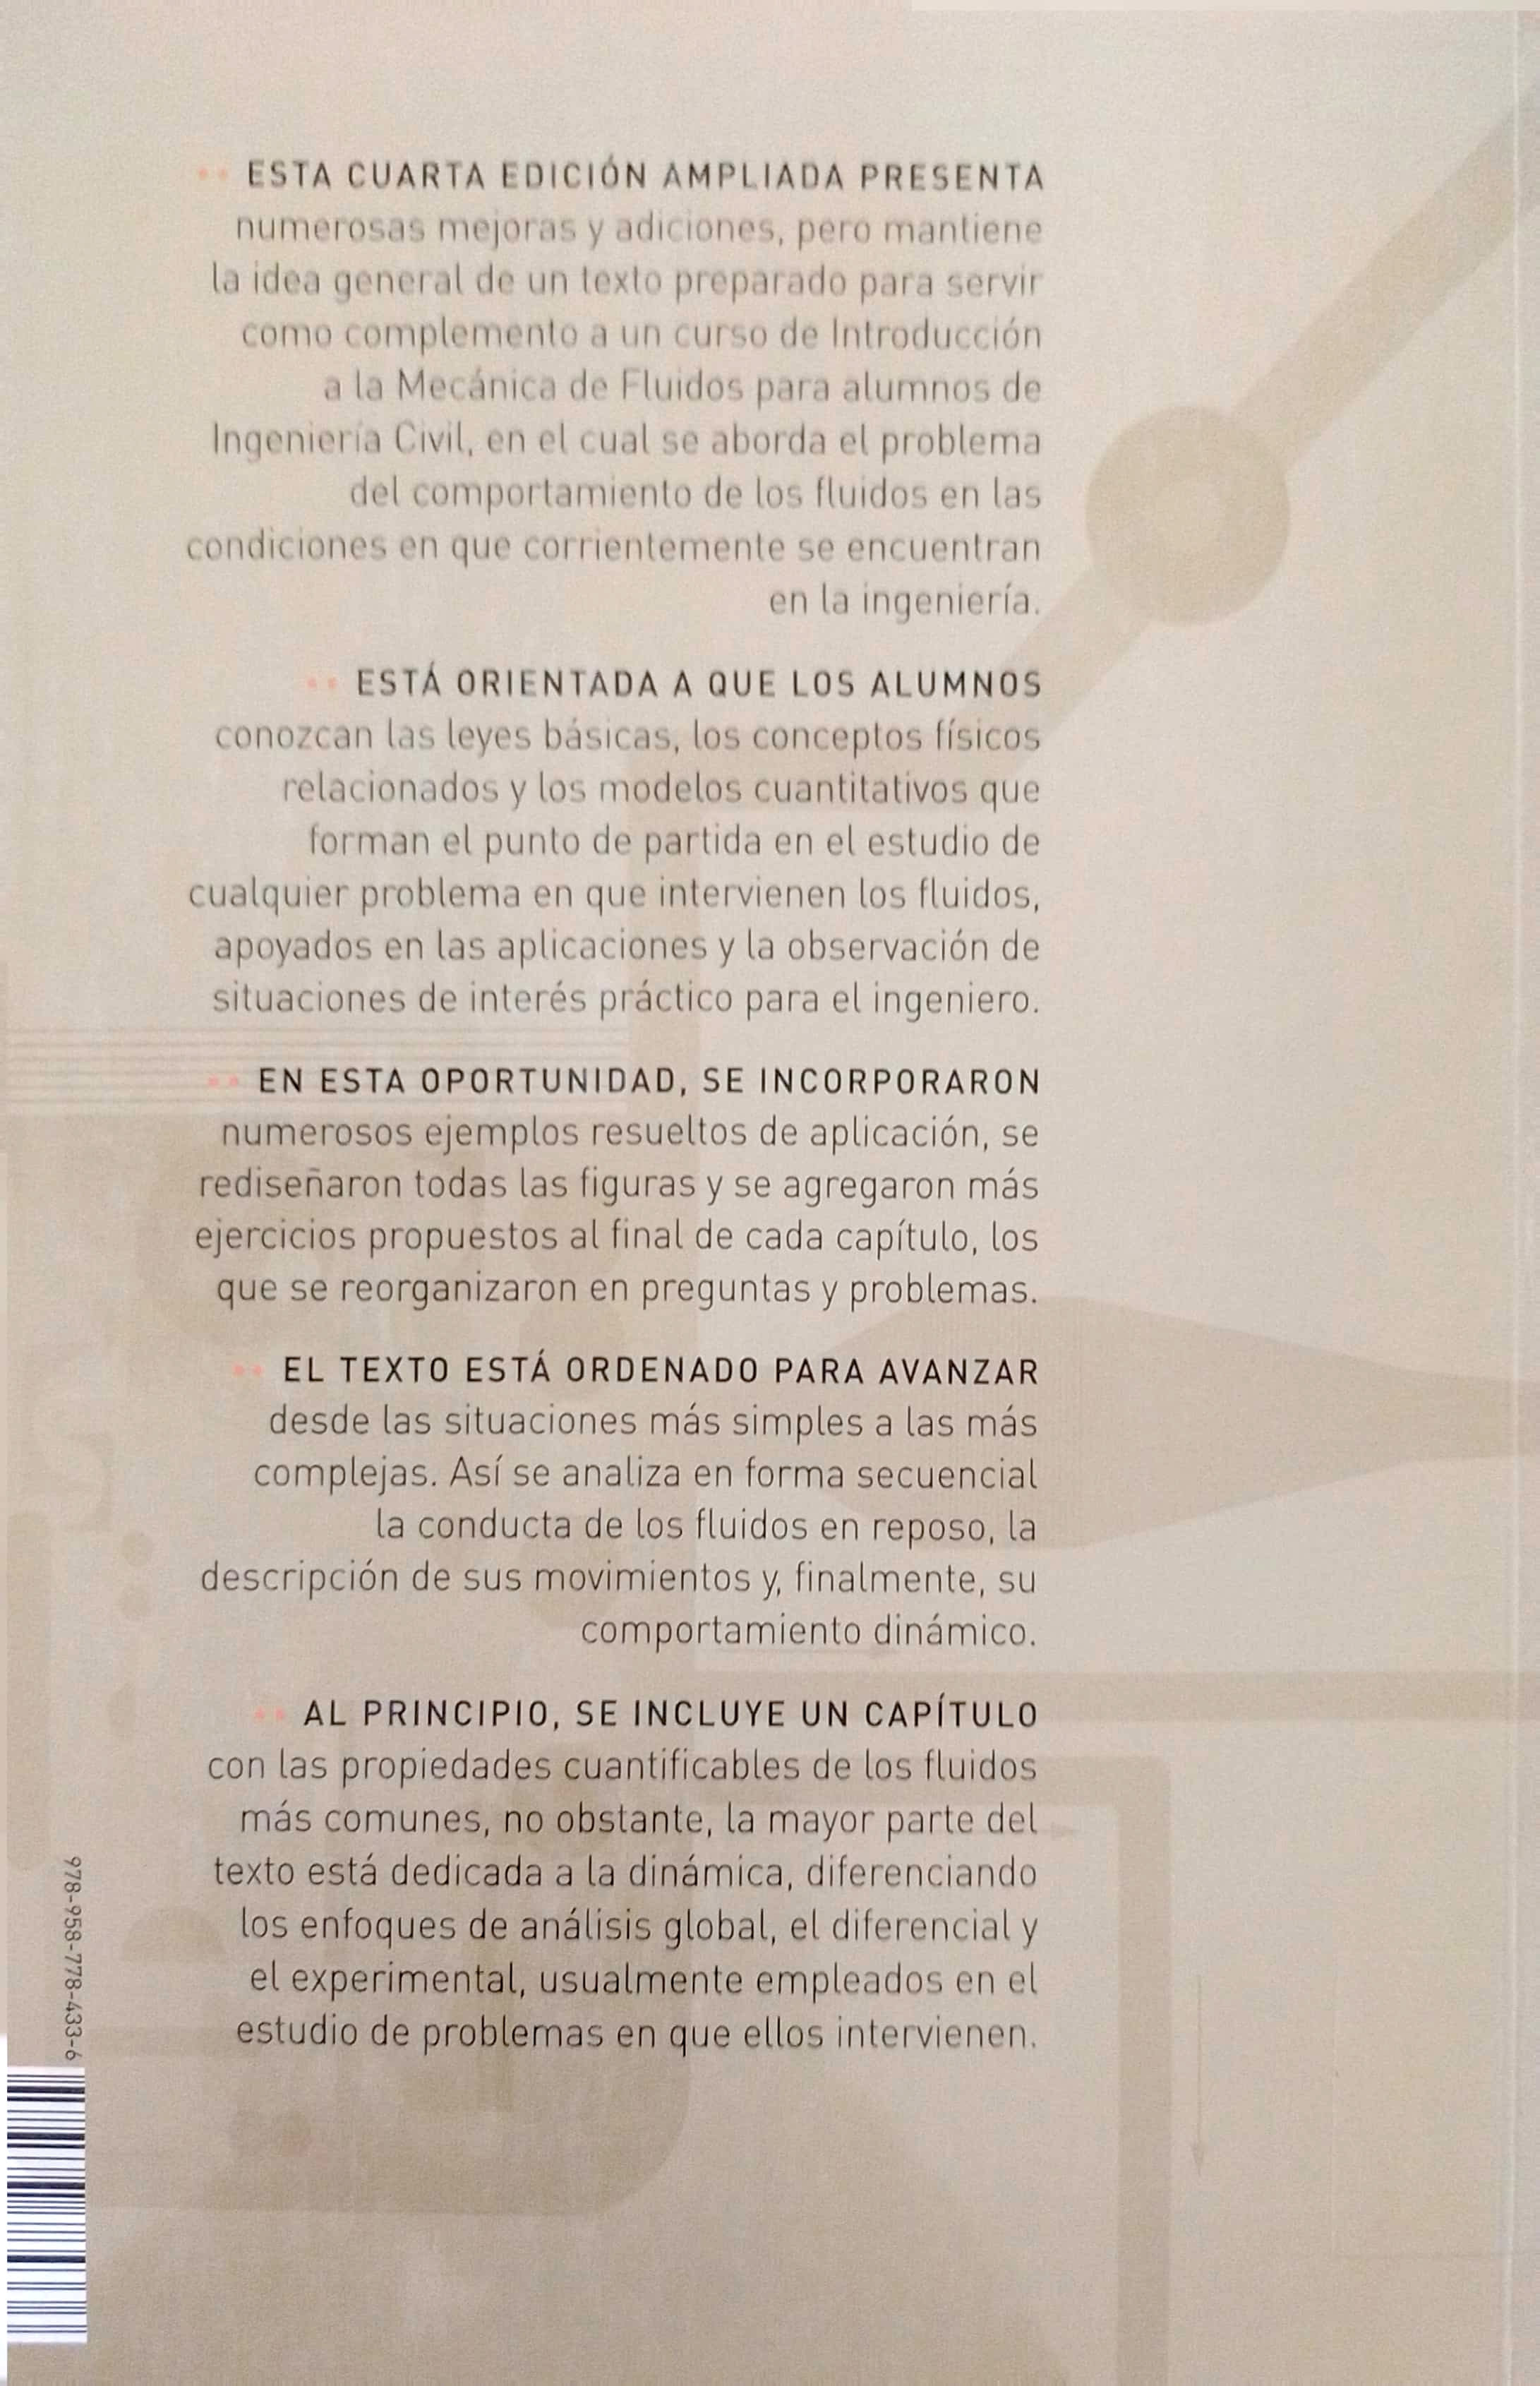 ESTA CUARTA EDICIÓN AMPLIADA PRESENTA
numerosas mejoras y adiciones, pero mantiene
la idea general de un texto preparado para servir
como complemento a un curso de Introducción
a la Mecánica de Fluidos para alumnos de
Ingeniería Civil, en el cual se aborda el problema
del comportamiento de los fluidos en las
condiciones en que corrientemente se encuentran
en la ingeniería.
ESTÁ ORIENTADA A QUE LOS ALUMNOS
conozcan las leyes básicas, los conceptos físicos
relacionados y los modelos cuantitativos que
forman el punto de partida en el estudio de
cualquier problema en que intervienen los fluidos,
apoyados en las aplicaciones y la observación de
situaciones de interés práctico para el ingeniero.
EN ESTA OPORTUNIDAD, SE INCORPORARON
numerosos ejemplos resueltos de aplicación, se
rediseñaron todas las figuras y se agregaron más
ejercicios propuestos al final de cada capítulo, los
que se reorganizaron en preguntas y problemas.
EL TEXTO ESTÁ ORDENADO PARA AVANZAR
desde las situaciones más simples a las más
complejas. Así se analiza en forma secuencial
la conducta de los fluidos en reposo, la
descripción de sus movimientos y, finalmente, su
comportamiento dinámico.
AL PRINCIPIO, SE INCLUYE UN CAPÍTULO
con las propiedades cuantificables de los fluidos
más comunes, no obstante, la mayor parte del
texto está dedicada a la dinámica, diferenciando
los enfoques de análisis global, el diferencial y
el experimental, usualmente empleados en el
estudio de problemas en que ellos intervienen.
978-958-778-433-6